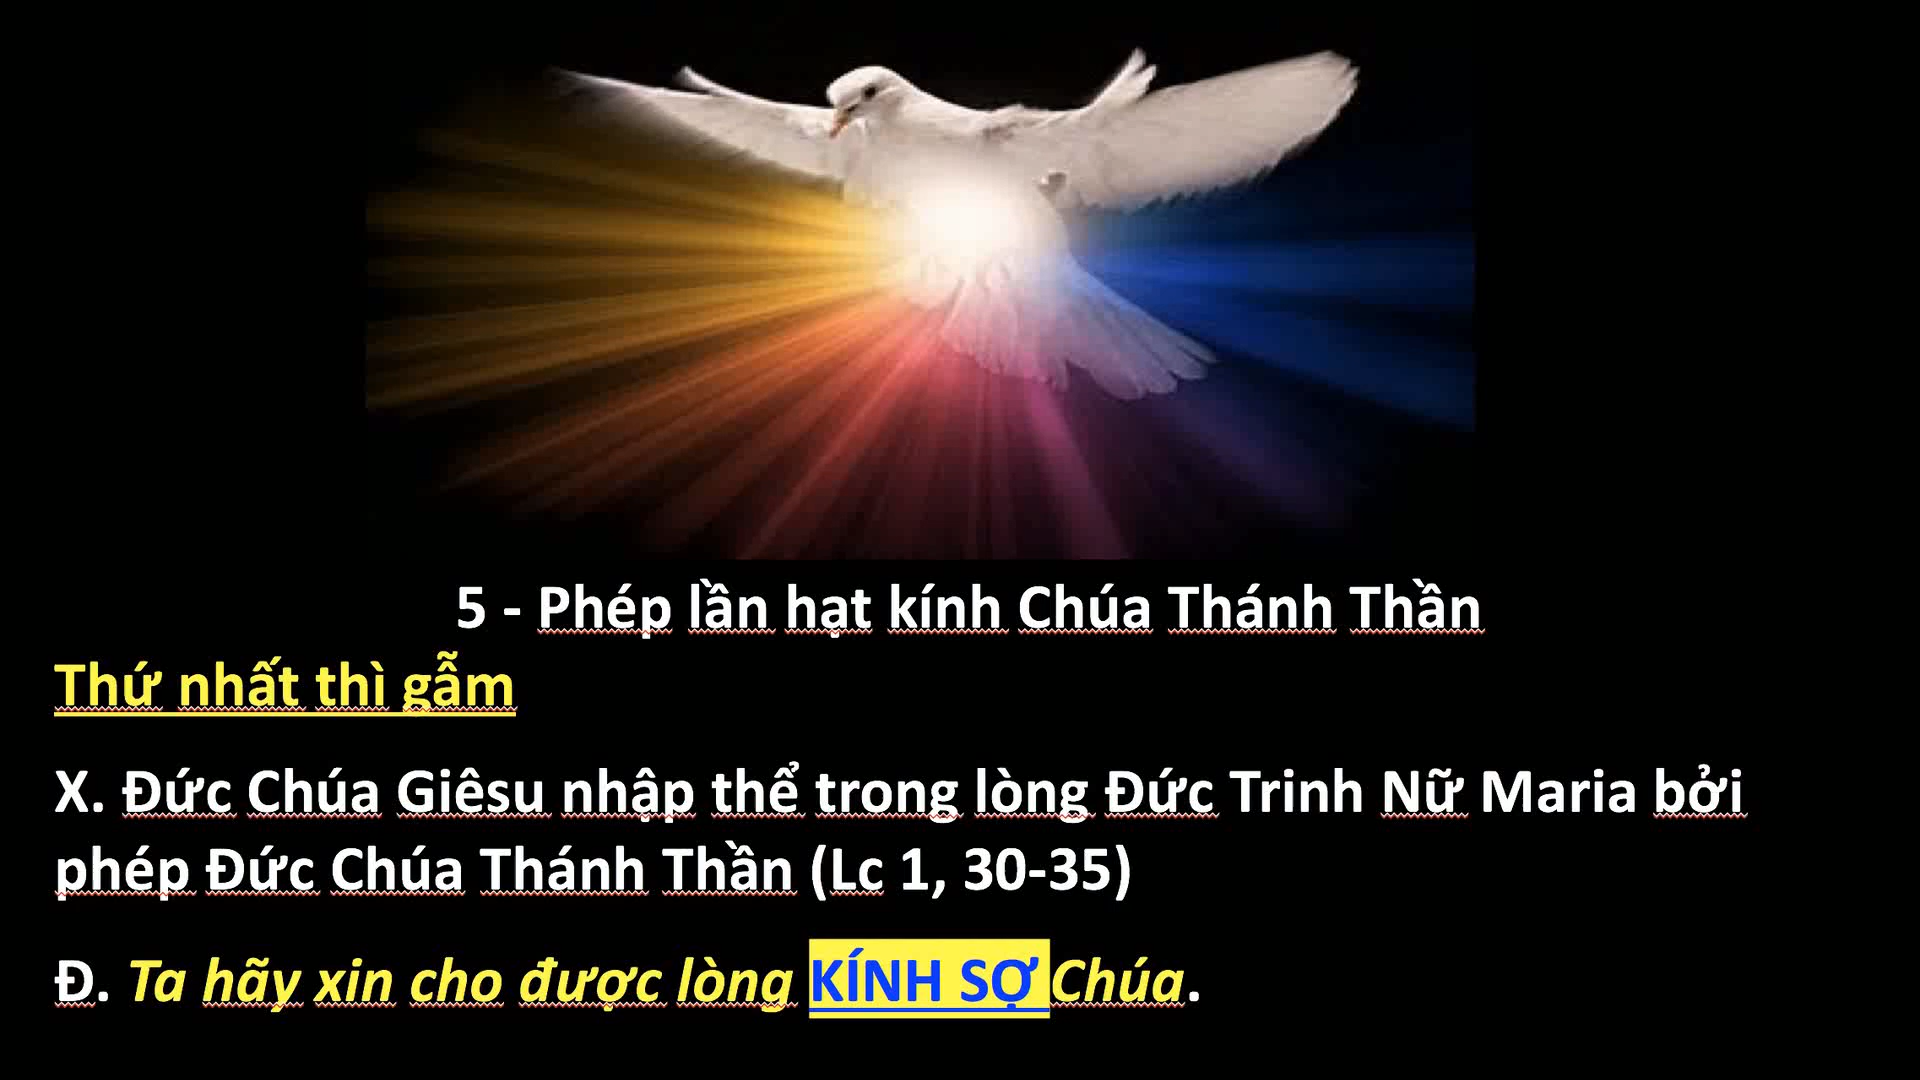 5 - Phép lần hạt kính Chúa Thánh Thần
Thứ nhất thì gẫm
X. Đức Chúa Giêsu nhập thể trong lòng Đức Trinh Nữ Maria bởi
phép Đức Chúa Thánh Thần (Lc 1, 30-35)
Đ. Ta hãy xin cho được lòng KÍNH SỢ Chúa.